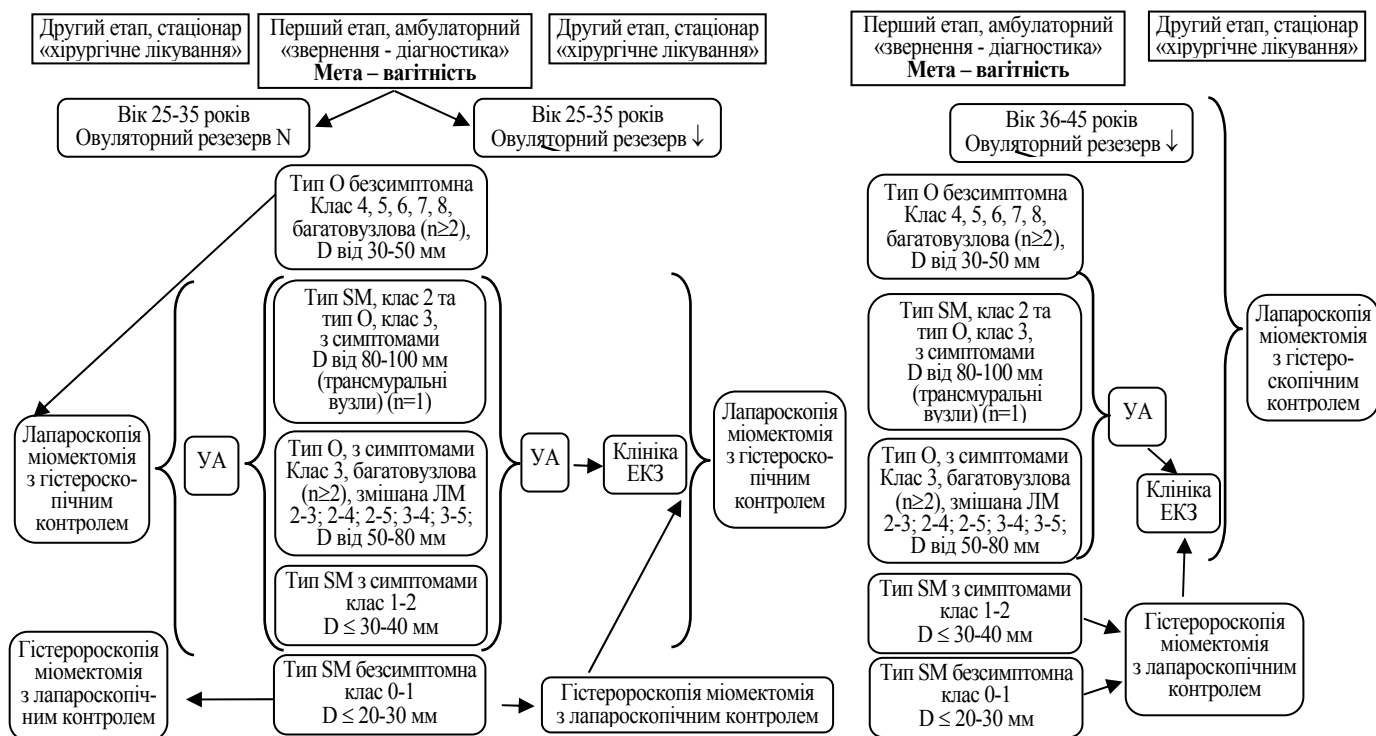 Другий етап, стаціонар
«хірургічне лікування»
Перший етап, амбулаторний
«звернення - діагностика»
Мета – вагітність
Другий етап, стаціонар
«хірургічне лікування»
Вік 25-35 років
Овуляторний резезерв N
Вік 25-35 років
Овуляторний резезерв ↓
Тип О безсимптомна
Клас 4, 5, 6, 7, 8,
багатовузлова (n≥2),
D від 30-50 мм
Тип SM, клас 2 та
тип О, клас 3,
з симптомами
D від 80-100 мм
(трансмуральні
вузли) (n=1)
Тип О, з симптомами
Клас 3, багатовузлова
(n≥2), змішана ЛМ
2-3; 2-4; 2-5; 3-4; 3-5;
D від 50-80 мм
Тип SM з симптомами
клас 1-2
D ≤ 30-40 мм
Тип SM безсимптомна
клас 0-1
D ≤ 20-30 мм
Лапароскопія
міомектомія
з гістероско-
пічним
контролем
УА
УА
Клініка
ЕКЗ
Лапароскопія
міомектомія
з гістероско-
пічним
контролем
Гістеророскопія
міомектомія
з лапароскопіч-
ним контролем
Гістеророскопія міомектомія
з лапароскопічним контролем
Перший етап, амбулаторний
«звернення - діагностика»
Мета – вагітність
Другий етап, стаціонар
«хірургічне лікування»
Вік 36-45 років
Овуляторний резезерв ↓
Тип О безсимптомна
Клас 4, 5, 6, 7, 8,
багатовузлова (n≥2),
D від 30-50 мм
Тип SM, клас 2 та
тип О, клас 3,
з симптомами
D від 80-100 мм
(трансмуральні
вузли) (n=1)
Тип О, з симптомами
Клас 3, багатовузлова
(n≥2), змішана ЛМ
2-3; 2-4; 2-5; 3-4; 3-5;
D від 50-80 мм
Тип SM з симптомами
клас 1-2
D ≤ 30-40 мм
Тип SM безсимптомна
клас 0-1
D ≤ 20-30 мм
УА
Клініка
ЕКЗ
Лапароскопія
міомектомія
з гістеро-
скопічним
контролем
Гістеророскопія
міомектомія
з лапароскопічним
контролем